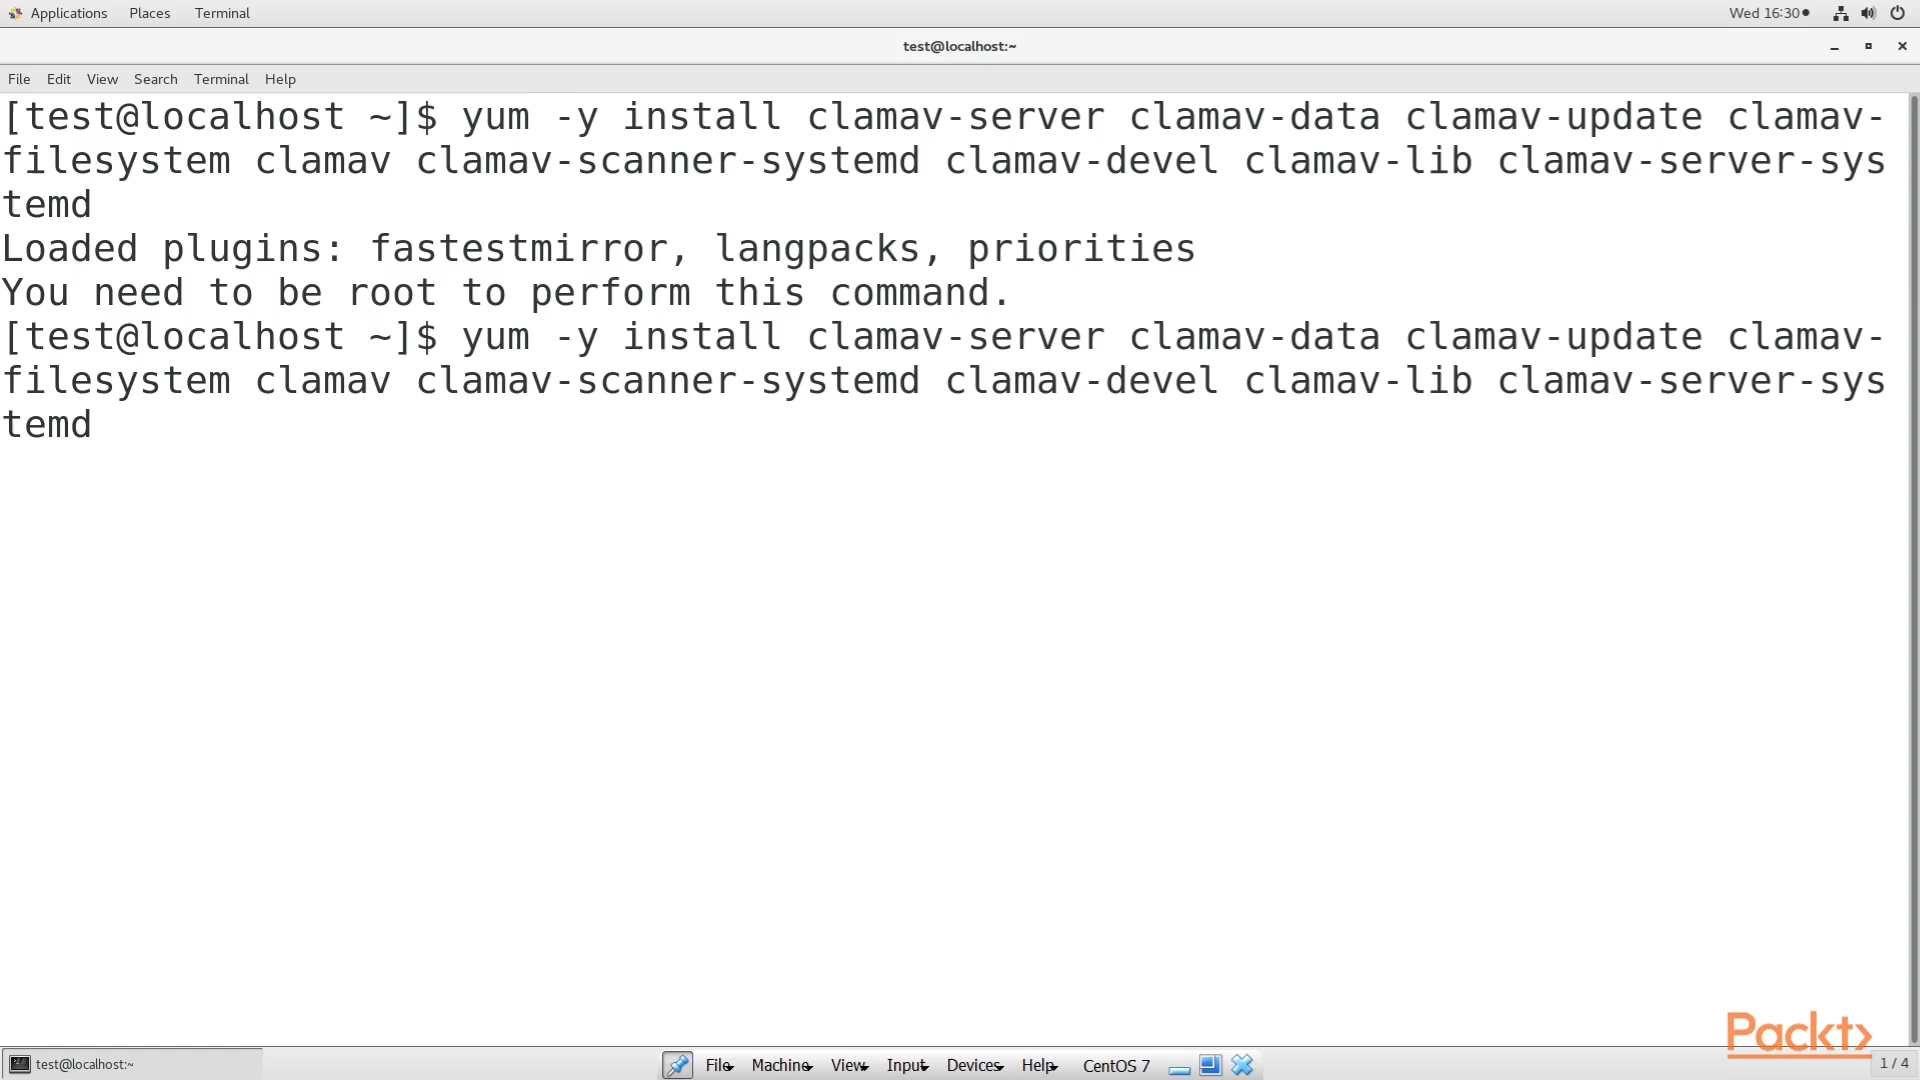 Applications Places Terminal Wed 16:30
test@localhost:~
File Edit View Search Terminal Help
[test@localhost ~]$ yum -y install clamav-server clamav-data clamav-update clamav-
filesystem clamav clamav-scanner-systemd clamav-devel clamav-lib clamav-server-sys
temd
Loaded plugins: fastestmirror, langpacks, priorities
You need to be root to perform this command.
[test@localhost ~]$ yum -y install clamav-server clamav-data clamav-update clamav-
filesystem clamav clamav-scanner-systemd clamav-devel clamav-lib clamav-server-sys
temd
Packt>
test@localhost:~ File Machine View Input Devices Help CentOS 7 1 / 4